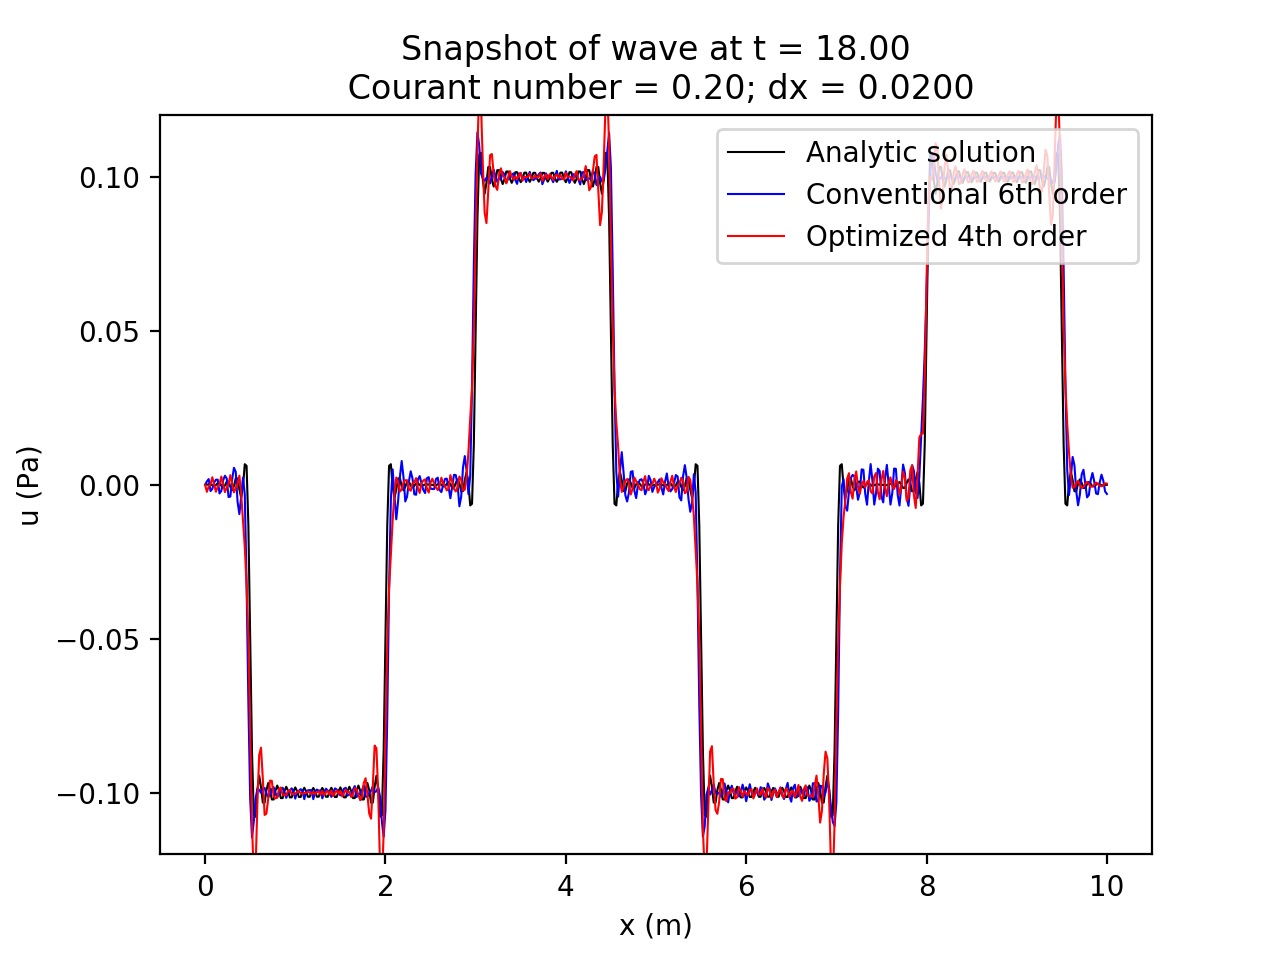 Snapshot of wave at t = 18.00
Courant number = 0.20; dx = 0.0200
Analytic solution
Conventional 6th order
Optimized 4th order
0.10
0.05
0.00
−0.05
−0.10
u (Pa)
0 2 4 6 8 10
x (m)